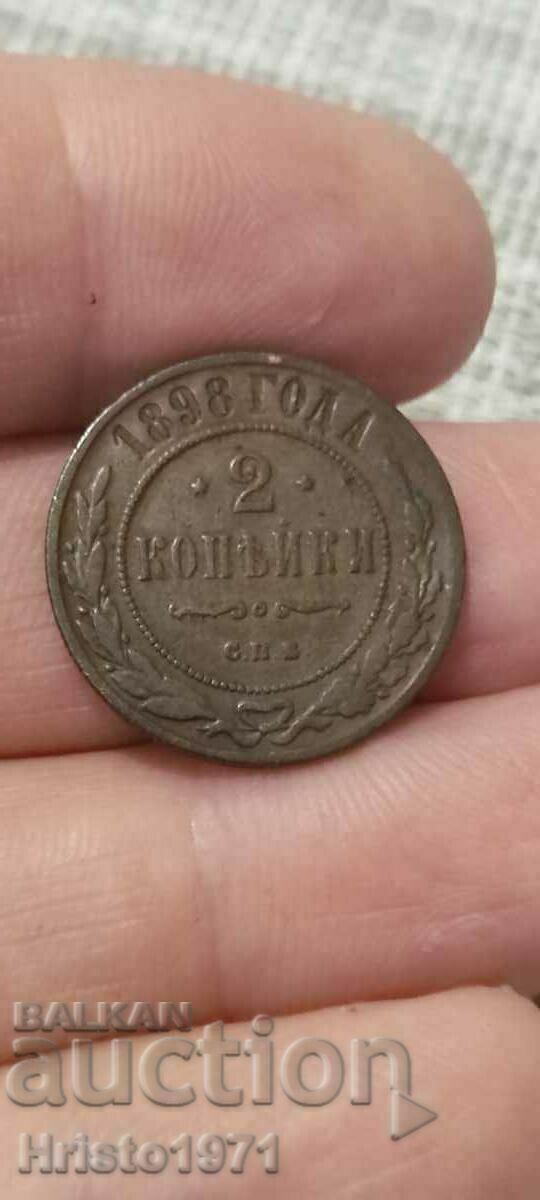 1898 ГОДА
2
КОПѢЙКИ
С.П.Б.
BALKAN
auction
Hristo1971